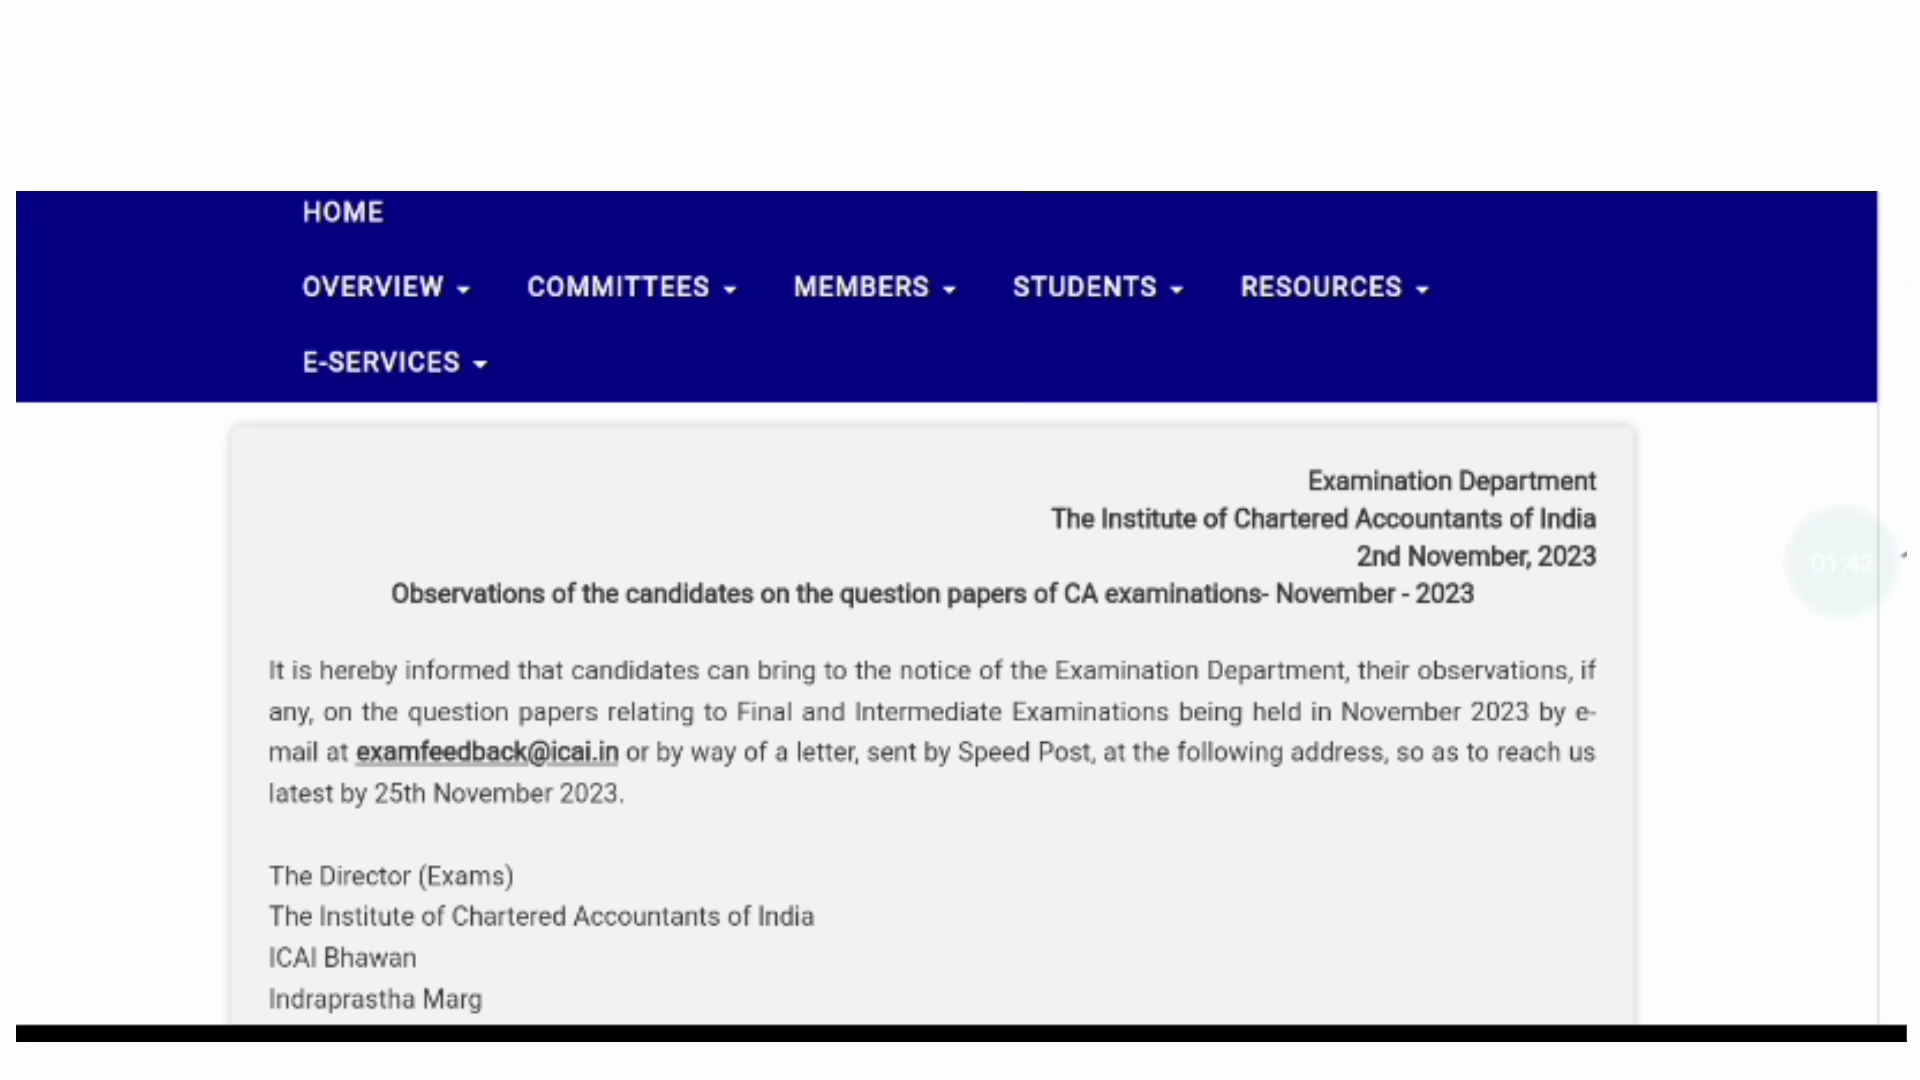 HOME
OVERVIEW COMMITTEES MEMBERS STUDENTS RESOURCES
E-SERVICES
Examination Department
The Institute of Chartered Accountants of India
2nd November, 2023
Observations of the candidates on the question papers of CA examinations- November - 2023
It is hereby informed that candidates can bring to the notice of the Examination Department, their observations, if
any, on the question papers relating to Final and Intermediate Examinations being held in November 2023 by e-
mail at examfeedback@icai.in or by way of a letter, sent by Speed Post, at the following address, so as to reach us
latest by 25th November 2023.
The Director (Exams)
The Institute of Chartered Accountants of India
ICAI Bhawan
Indraprastha Marg
01:42